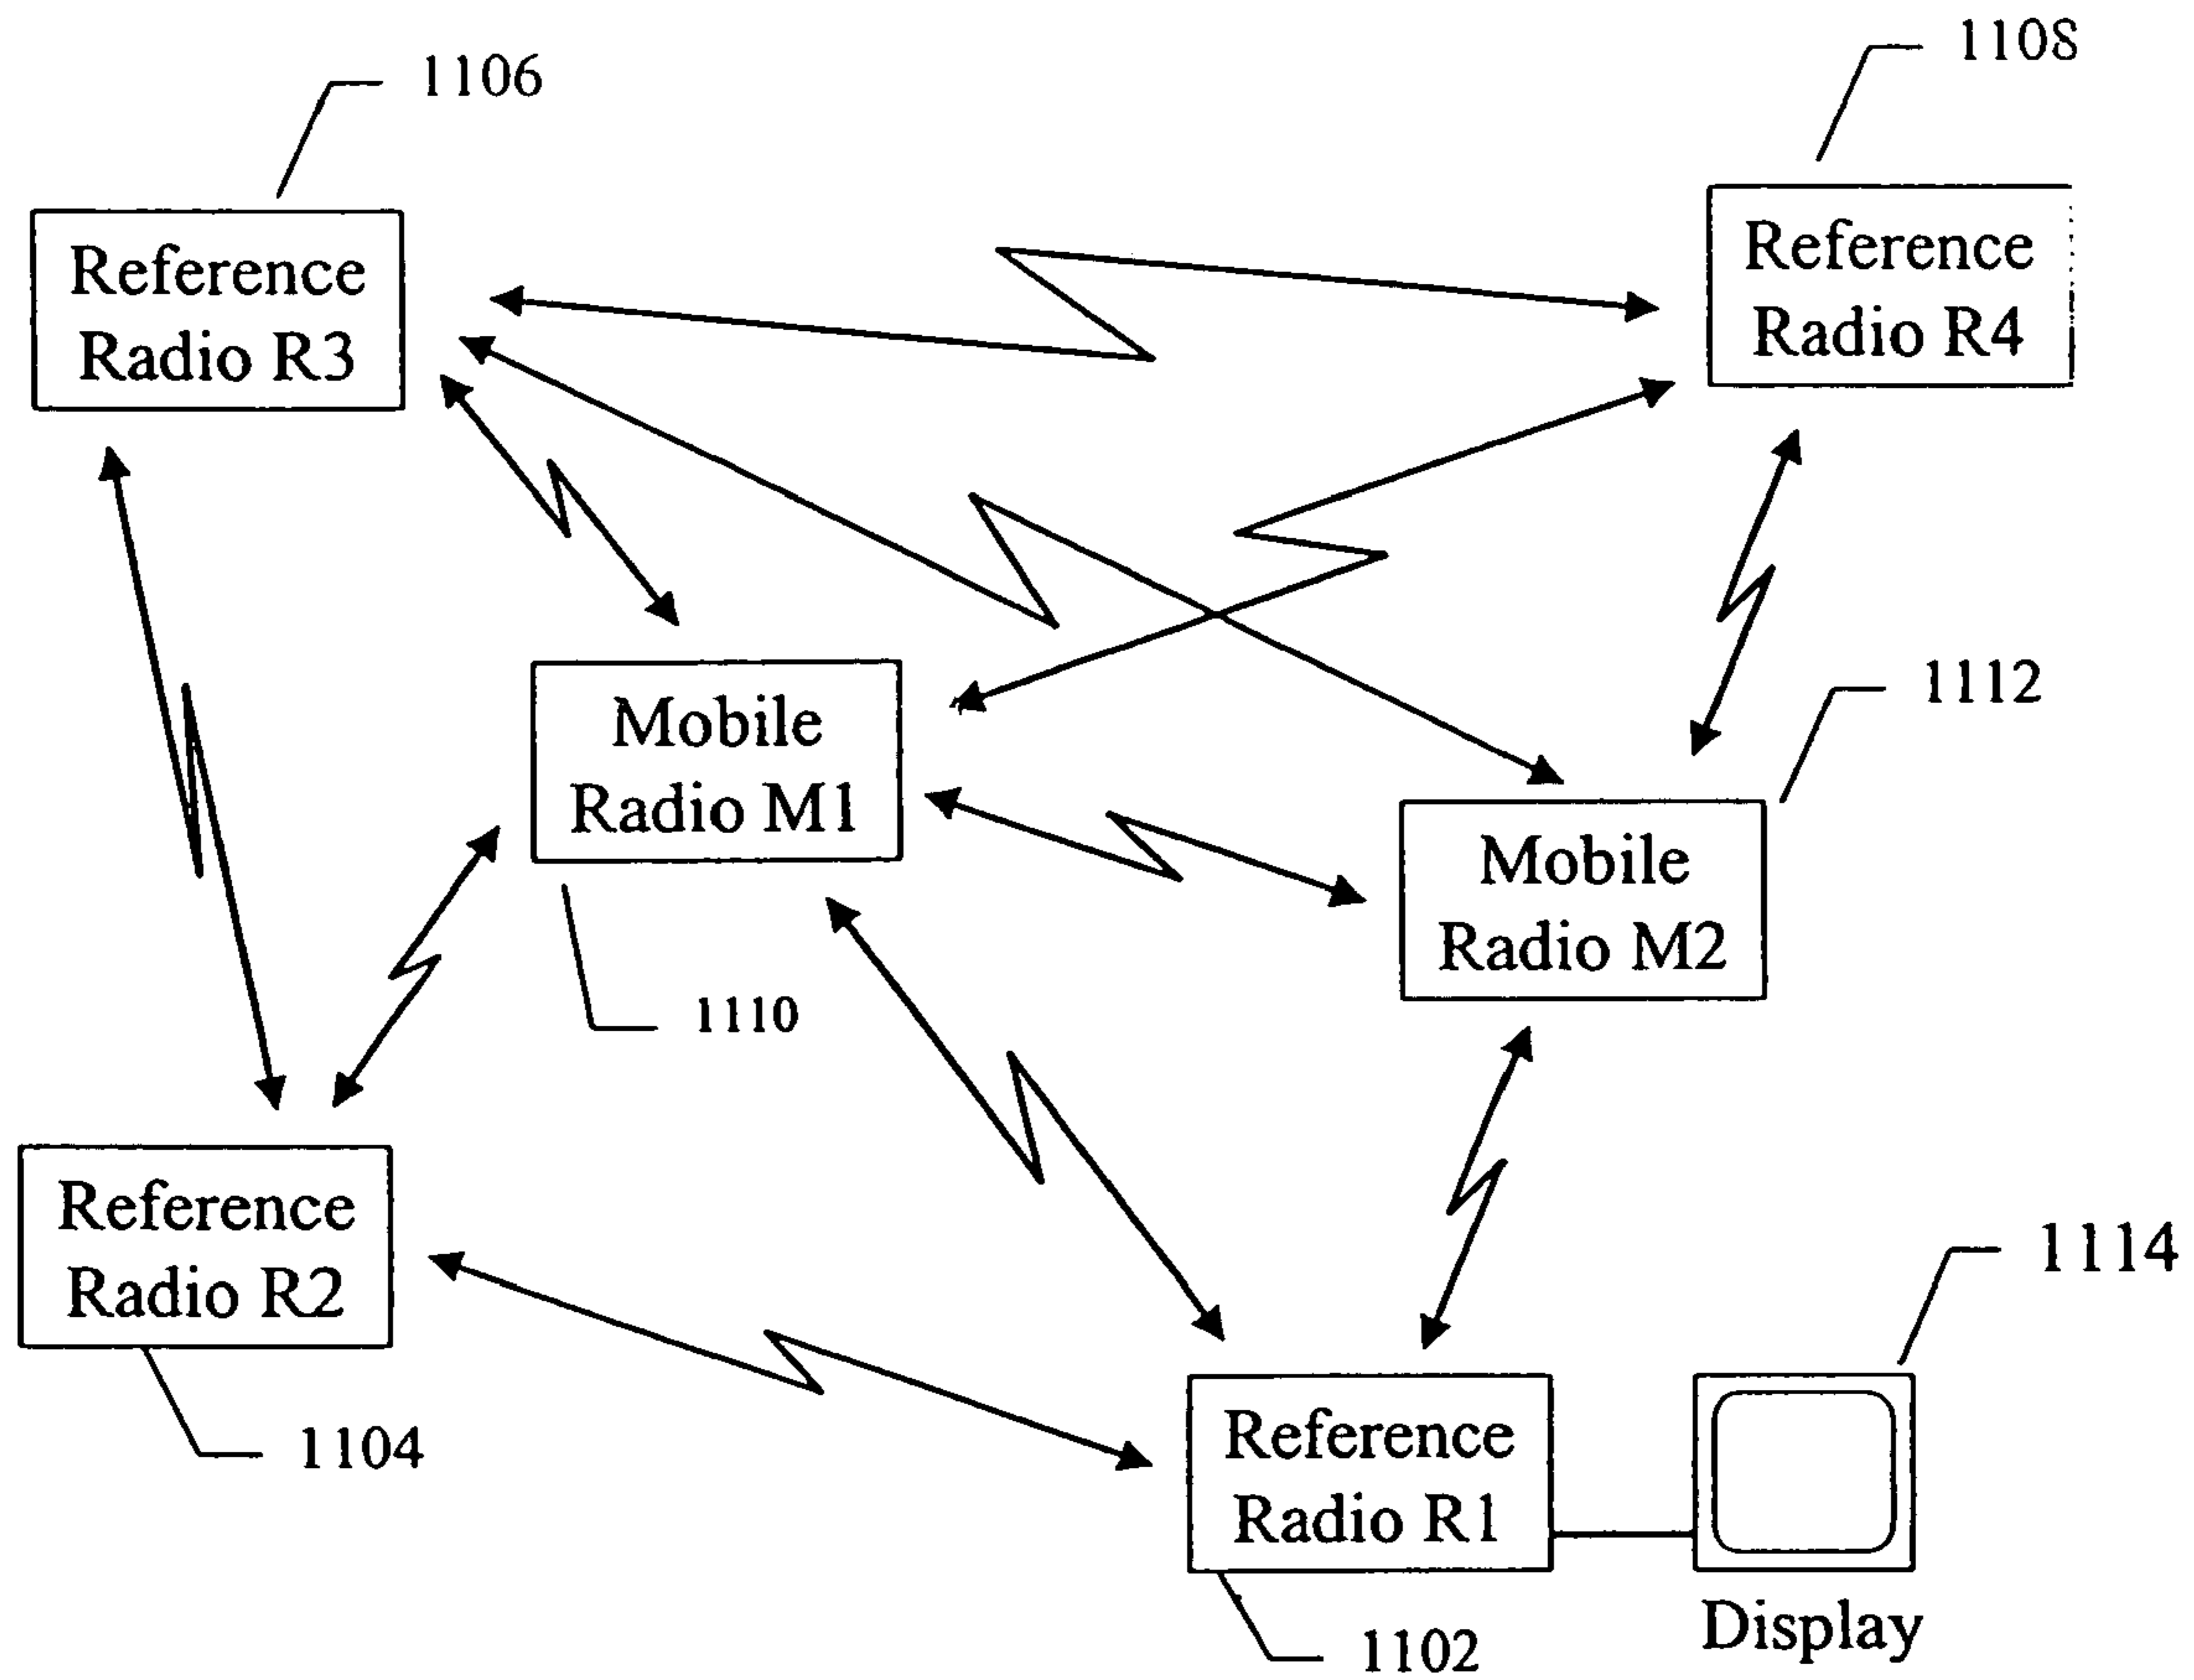 1108
1106
Reference
Radio R3
Reference
Radio R4
1112
Mobile
Radio M1
Mobile
Radio M2
1110
Reference
Radio R2
1114
1104
Reference
Radio R1
Display
1102